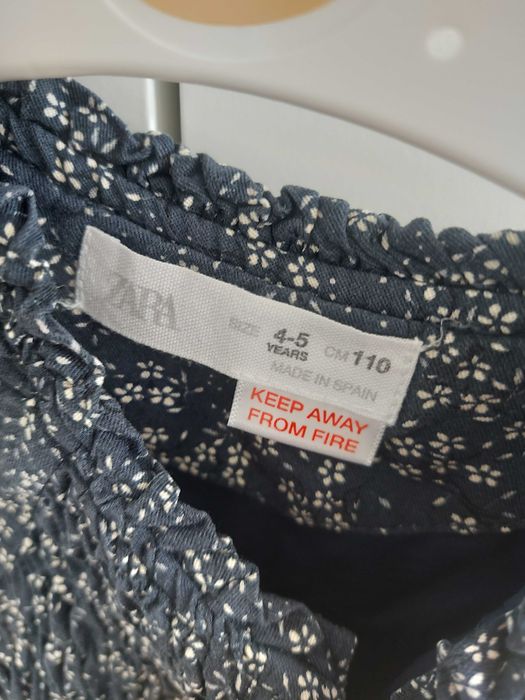 ZARA
SIZE 4-5 YEARS CM 110
MADE IN SPAIN
KEEP AWAY
FROM FIRE